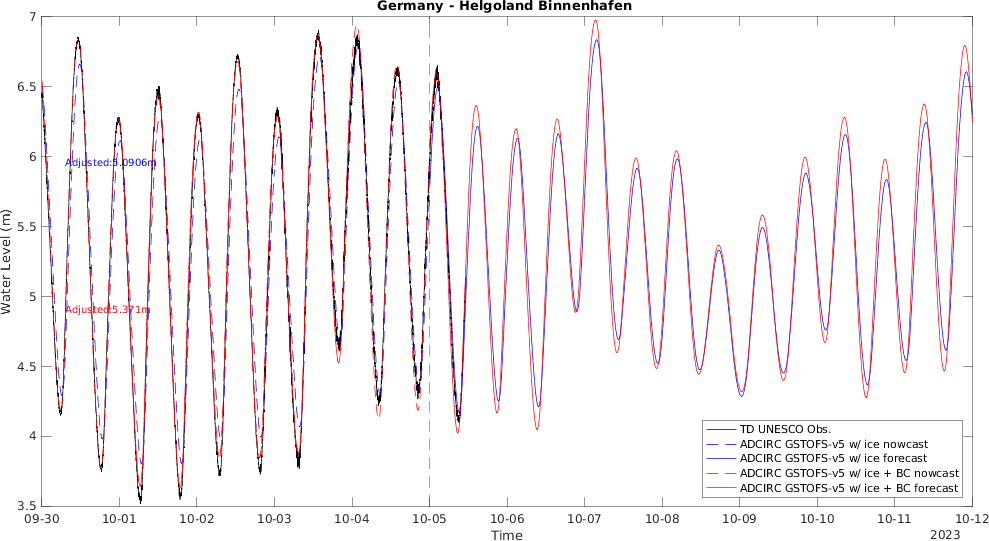 Germany - Helgoland Binnenhafen
Water Level (m)
7
6.5
6
5.5
5
4.5
4
3.5
Adjusted:5.0906m
Adjusted:5.371m
TD UNESCO Obs.
ADCIRC GSTOFS-v5 w/ ice nowcast
ADCIRC GSTOFS-v5 w/ ice forecast
ADCIRC GSTOFS-v5 w/ ice + BC nowcast
ADCIRC GSTOFS-v5 w/ ice + BC forecast
09-30 10-01 10-02 10-03 10-04 10-05 10-06 10-07 10-08 10-09 10-10 10-11 10-12
Time
2023